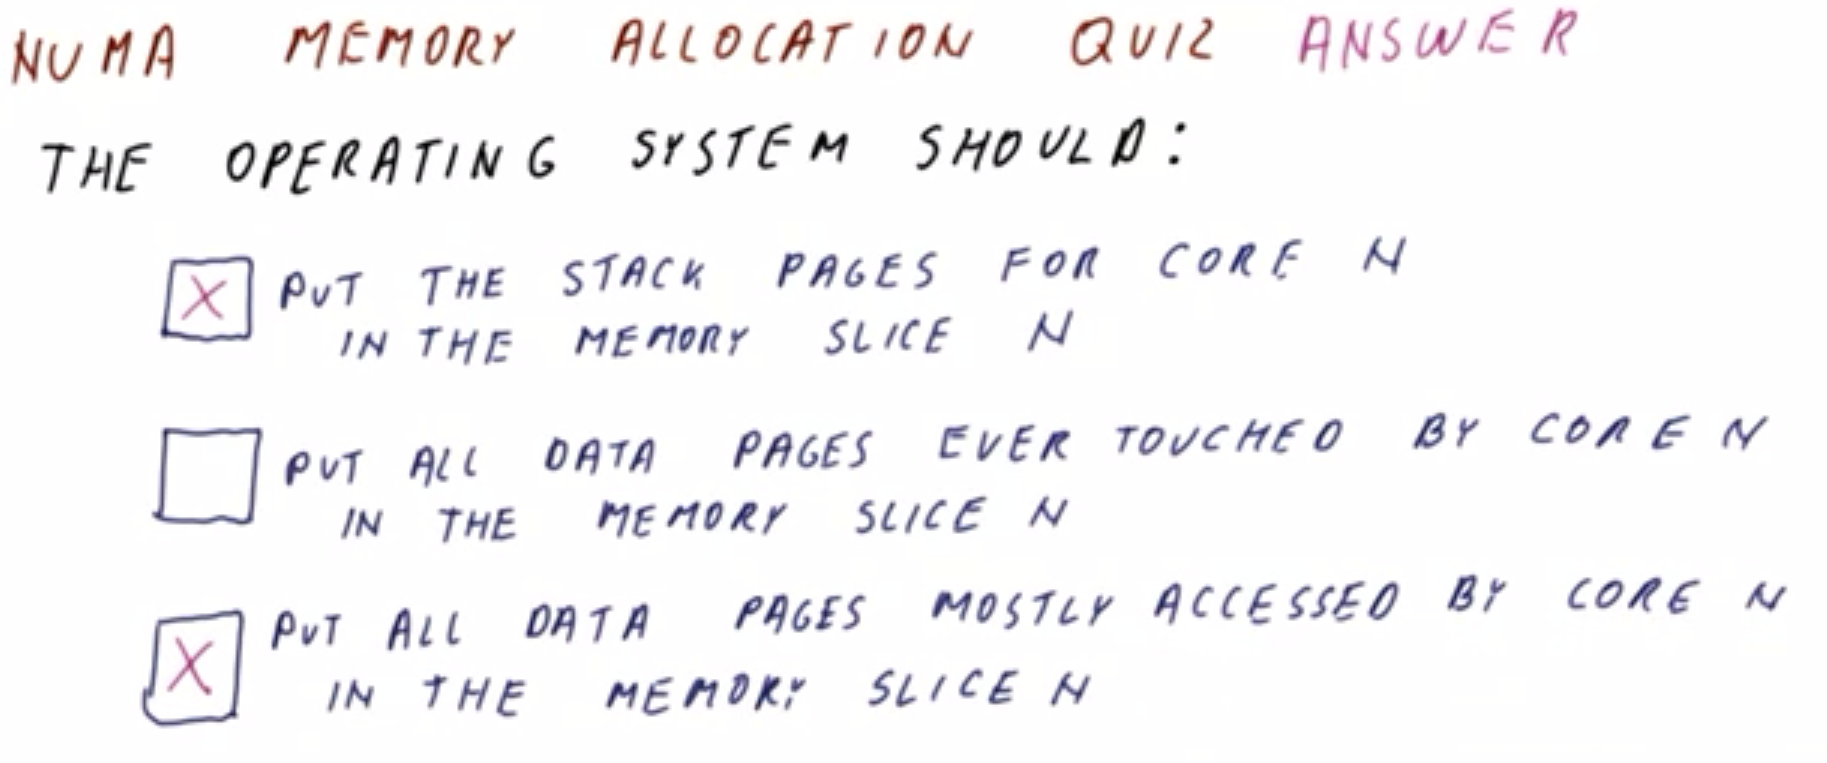 NUMA MEMORY ALLOCATION QUIZ ANSWER
THE OPERATING SYSTEM SHOULD:
X PUT THE STACK PAGES FOR CORE N
IN THE MEMORY SLICE N
PUT ALL DATA PAGES EVER TOUCHED BY CORE N
IN THE MEMORY SLICE N
X PUT ALL DATA PAGES MOSTLY ACCESSED BY CORE N
IN THE MEMORY SLICE N